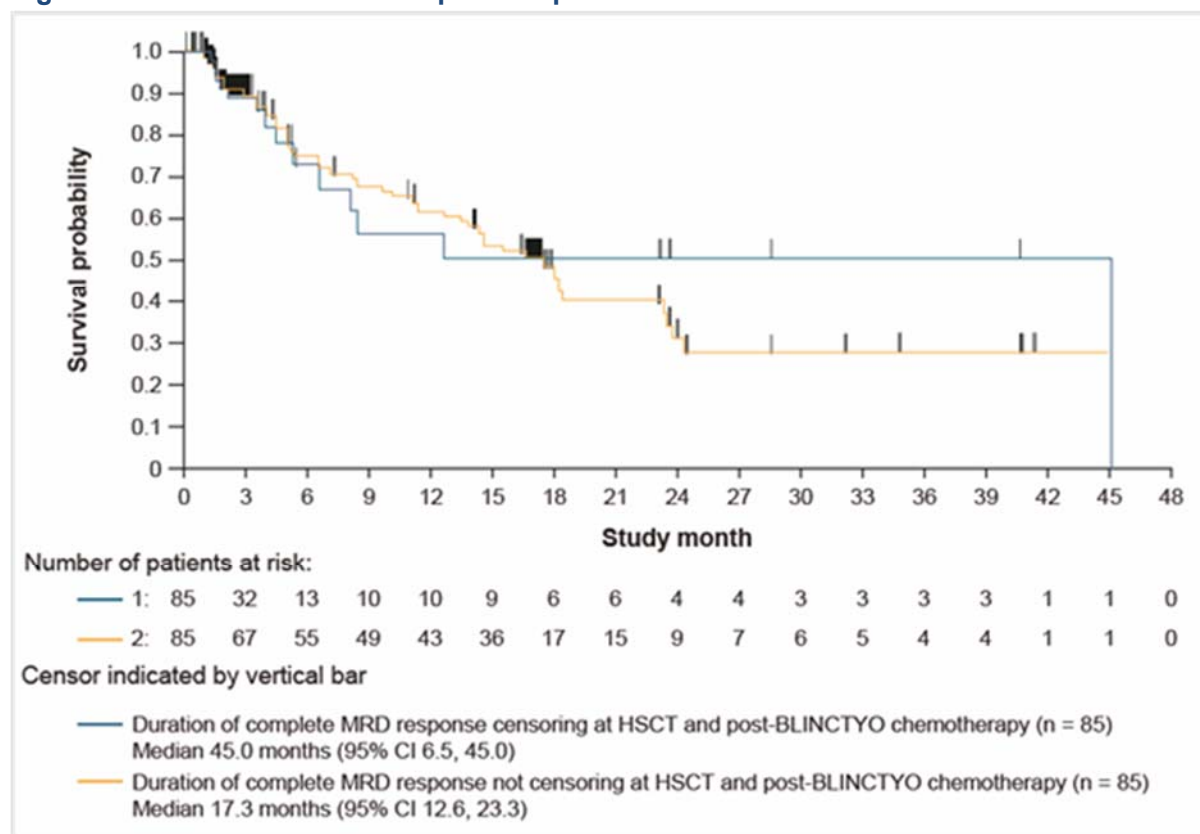 1.0
0.9
0.8
0.7
0.6
0.5
0.4
0.3
0.2
0.1
0
Survival probability
0 3 6 9 12 15 18 21 24 27 30 33 36 39 42 45 48
Study month
Number of patients at risk:
1: 85 32 13 10 10 9 6 6 4 4 3 3 3 3 1 1 0
2: 85 67 55 49 43 36 17 15 9 7 6 5 4 4 1 1 0
Censor indicated by vertical bar
Duration of complete MRD response censoring at HSCT and post-BLINCTYO chemotherapy (n = 85)
Median 45.0 months (95% CI 6.5, 45.0)
Duration of complete MRD response not censoring at HSCT and post-BLINCTYO chemotherapy (n = 85)
Median 17.3 months (95% CI 12.6, 23.3)